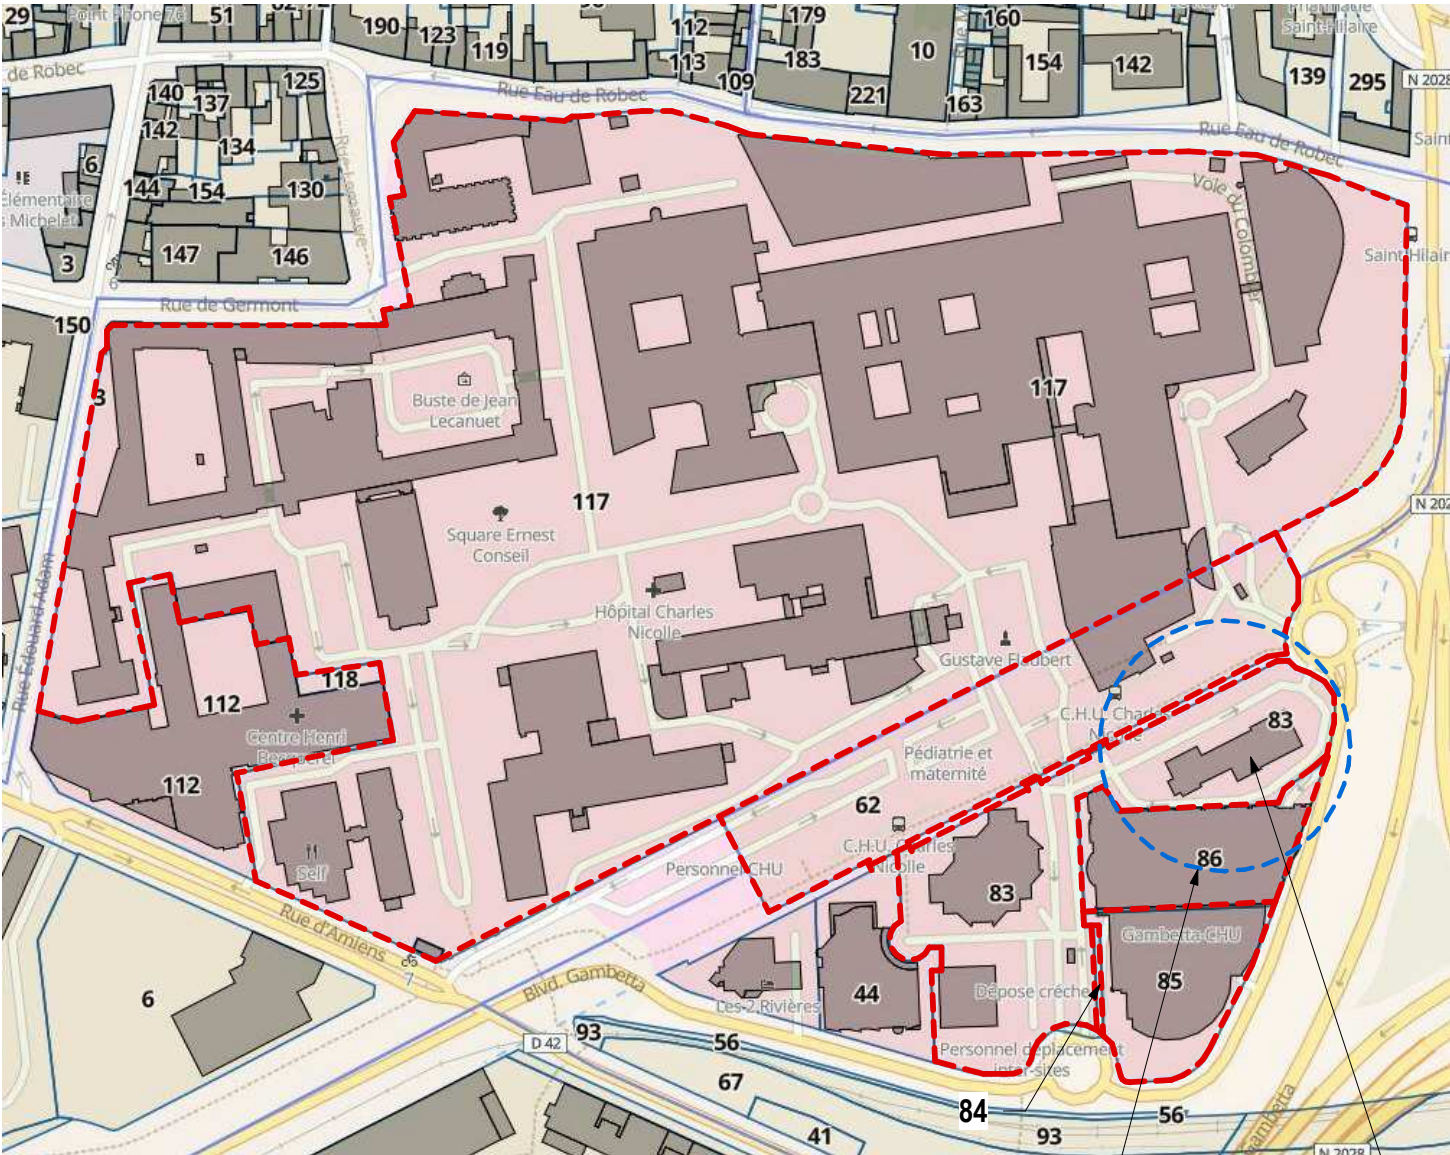 29
Point Phone 76
51
190
123
119
112
113
109
179
183
221
10
160
163
154
142
Pharmacie
Saint-Hilaire
139
295
N 2028
de Robec
Rue Eau de Robec
Rue Eau de Robec
140
137
125
142
134
6
144
154
130
147
146
3
Élémentaire
Michelet
Rue de Germont
150
3
Voie du Colombier
Buste de Jean
Lecanuet
117
117
Square Ernest
Conseil
N 202
Rue Édouard Adam
Hôpital Charles
Nicolle
Gustave Flaubert
118
112
Centre Henri
Becquerel
112
C.H.U. Charles
Nicolle
83
Pédiatrie et
maternité
62
C.H.U. Charles
Nicolle
86
Personnel CHU
Self
83
Rue d'Amiens
7
Gambetta-CHU
85
Blvd. Gambetta
Les 2 Rivières
44
Dépose crèche
6
D 42
93
56
67
Personnel déplacement
inter-sites
84
56
41
93
Gambetta
N 2028